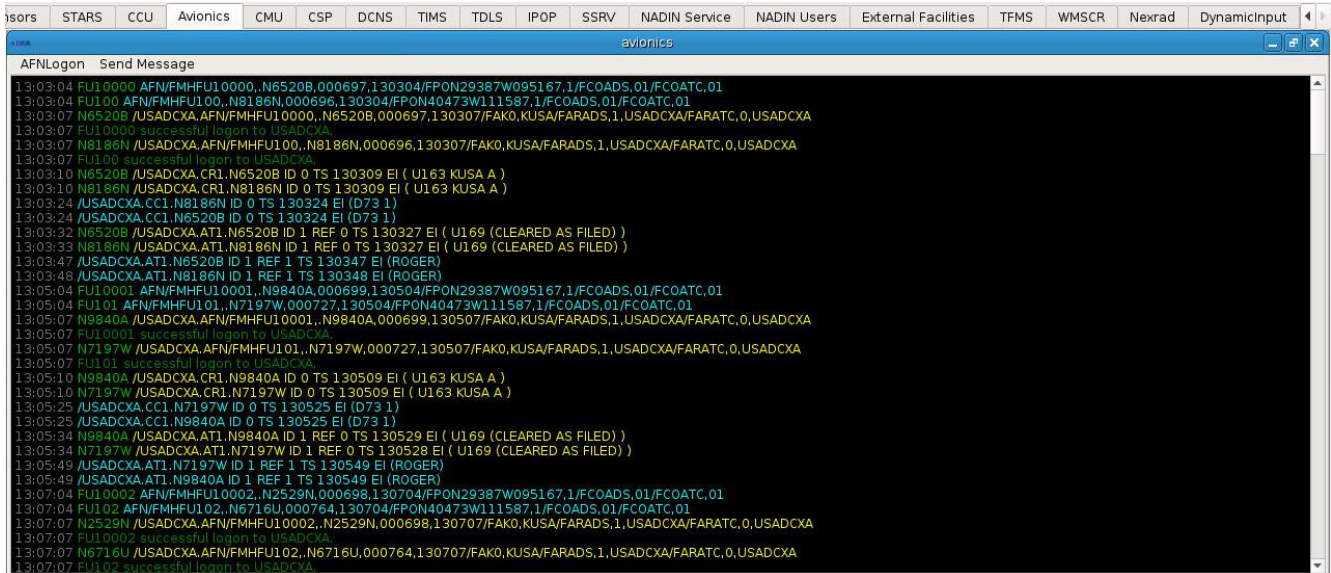 STARS CCU Avionics CMU CSP DCNS TIMS TDLS IPOP SSRV NADIN Service NADIN Users External Facilities TFMS WMSCR Nexrad DynamicInput
avionics
AFNLogon Send Message
13:03:04 FU10000 AFN/FMHFU10000,.N6520B,000697,130304/FPON29387W095167,1/FCOADS,01/FCOATC,01
13:03:04 FU100 AFN/FMHFU100,.N8186N,000696,130304/FPON40473W111587,1/FCOADS,01/FCOATC,01
13:03:07 N6520B /USADCXA.AFN/FMHFU10000,.N6520B,000697,130307/FAK0,KUSA/FARADS,1,USADCXA/FARATC,0,USADCXA
13:03:07 FU10000 successful logon to USADCXA.
13:03:07 N8186N /USADCXA.AFN/FMHFU100,.N8186N,000696,130307/FAK0,KUSA/FARADS,1,USADCXA/FARATC,0,USADCXA
13:03:07 FU100 successful logon to USADCXA.
13:03:10 N6520B /USADCXA.CR1.N6520B ID 0 TS 130309 EI ( U163 KUSA A )
13:03:10 N8186N /USADCXA.CR1.N8186N ID 0 TS 130309 EI ( U163 KUSA A )
13:03:24 /USADCXA.CC1.N8186N ID 0 TS 130324 EI (D73 1)
13:03:24 /USADCXA.CC1.N6520B ID 0 TS 130324 EI (D73 1)
13:03:32 N6520B /USADCXA.AT1.N6520B ID 1 REF 0 TS 130327 EI ( U169 (CLEARED AS FILED) )
13:03:33 N8186N /USADCXA.AT1.N8186N ID 1 REF 0 TS 130327 EI ( U169 (CLEARED AS FILED) )
13:03:47 /USADCXA.AT1.N6520B ID 1 REF 1 TS 130347 EI (ROGER)
13:03:48 /USADCXA.AT1.N8186N ID 1 REF 1 TS 130348 EI (ROGER)
13:05:04 FU10001 AFN/FMHFU10001,.N9840A,000699,130504/FPON29387W095167,1/FCOADS,01/FCOATC,01
13:05:04 FU101 AFN/FMHFU101,.N7197W,000727,130504/FPON40473W111587,1/FCOADS,01/FCOATC,01
13:05:07 N9840A /USADCXA.AFN/FMHFU10001,.N9840A,000699,130507/FAK0,KUSA/FARADS,1,USADCXA/FARATC,0,USADCXA
13:05:07 FU10001 successful logon to USADCXA.
13:05:07 N7197W /USADCXA.AFN/FMHFU101,.N7197W,000727,130507/FAK0,KUSA/FARADS,1,USADCXA/FARATC,0,USADCXA
13:05:07 FU101 successful logon to USADCXA.
13:05:10 N9840A /USADCXA.CR1.N9840A ID 0 TS 130509 EI ( U163 KUSA A )
13:05:10 N7197W /USADCXA.CR1.N7197W ID 0 TS 130509 EI ( U163 KUSA A )
13:05:25 /USADCXA.CC1.N7197W ID 0 TS 130525 EI (D73 1)
13:05:25 /USADCXA.CC1.N9840A ID 0 TS 130525 EI (D73 1)
13:05:34 N9840A /USADCXA.AT1.N9840A ID 1 REF 0 TS 130529 EI ( U169 (CLEARED AS FILED) )
13:05:34 N7197W /USADCXA.AT1.N7197W ID 1 REF 0 TS 130528 EI ( U169 (CLEARED AS FILED) )
13:05:49 /USADCXA.AT1.N7197W ID 1 REF 1 TS 130549 EI (ROGER)
13:05:49 /USADCXA.AT1.N9840A ID 1 REF 1 TS 130549 EI (ROGER)
13:07:04 FU10002 AFN/FMHFU10002,.N2529N,000698,130704/FPON29387W095167,1/FCOADS,01/FCOATC,01
13:07:04 FU102 AFN/FMHFU102,.N6716U,000764,130704/FPON40473W111587,1/FCOADS,01/FCOATC,01
13:07:07 N2529N /USADCXA.AFN/FMHFU10002,.N2529N,000698,130707/FAK0,KUSA/FARADS,1,USADCXA/FARATC,0,USADCXA
13:07:07 FU10002 successful logon to USADCXA.
13:07:07 N6716U /USADCXA.AFN/FMHFU102,.N6716U,000764,130707/FAK0,KUSA/FARADS,1,USADCXA/FARATC,0,USADCXA
13:07:07 FU102 successful logon to USADCXA.